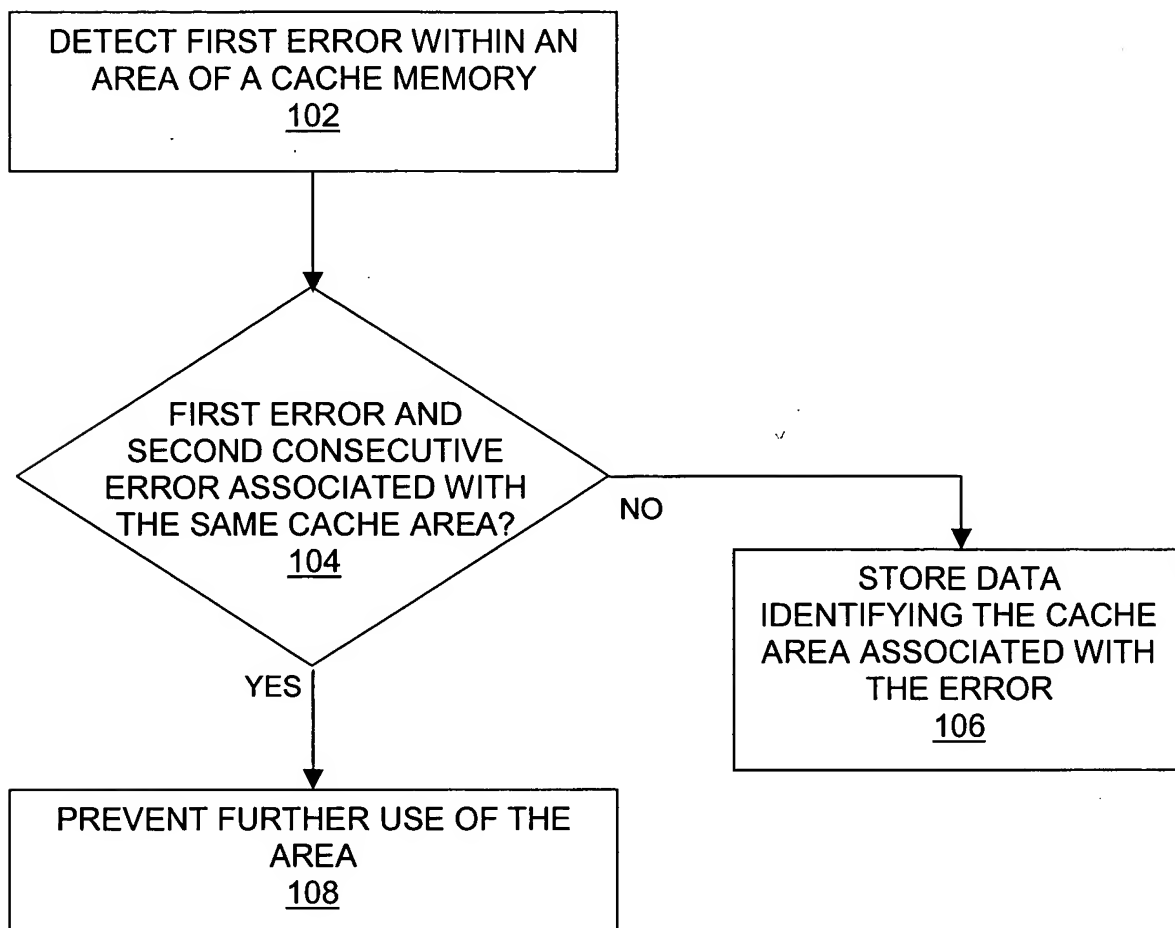 DETECT FIRST ERROR WITHIN AN
AREA OF A CACHE MEMORY
102
FIRST ERROR AND
SECOND CONSECUTIVE
ERROR ASSOCIATED WITH
THE SAME CACHE AREA?
104
NO
STORE DATA
IDENTIFYING THE CACHE
AREA ASSOCIATED WITH
THE ERROR
106
YES
PREVENT FURTHER USE OF THE
AREA
108